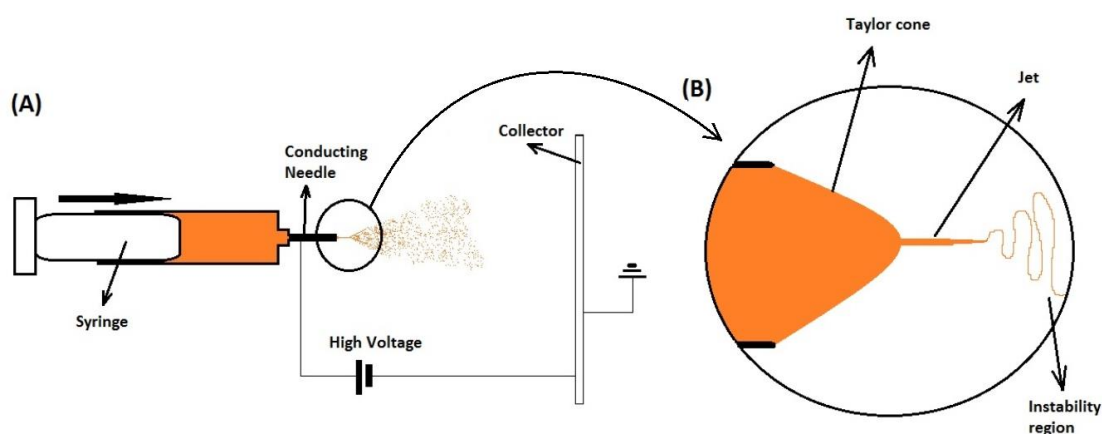 (A)
Syringe
Conducting
Needle
High Voltage
Collector
(B)
Taylor cone
Jet
Instability
region